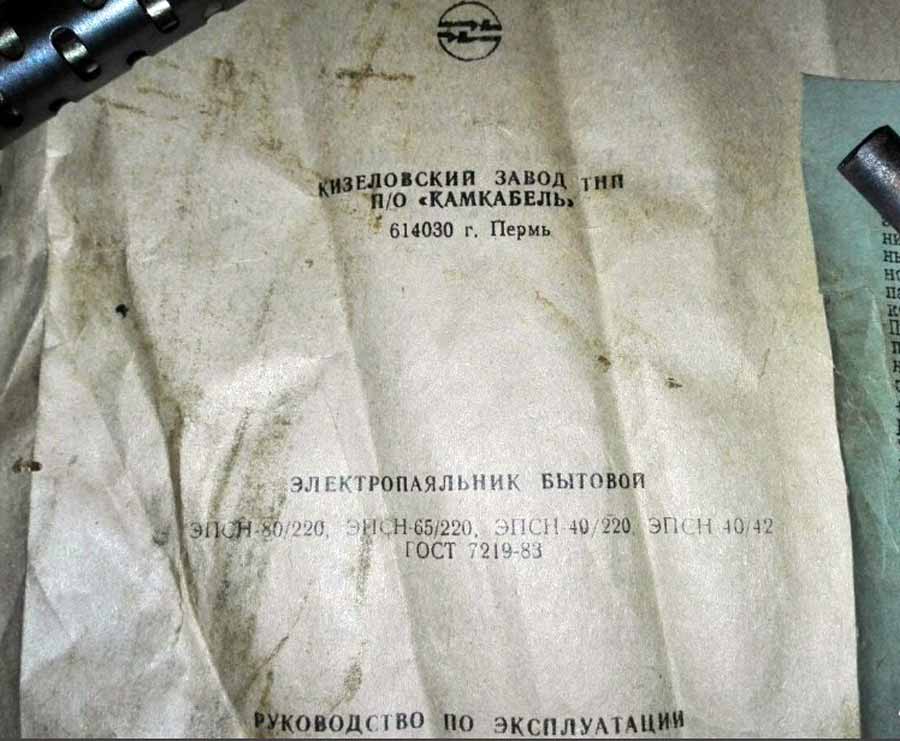 КИЗЕЛОВСКИЙ ЗАВОД ТНП
П/О «КАМКАБЕЛЬ»
614030 г. Пермь
ЭЛЕКТРОПАЯЛЬНИК БЫТОВОЙ
ЭПСН-80/220, ЭПСН-65/220, ЭПСН-40/220, ЭПСН-40/42
ГОСТ 7219-83
РУКОВОДСТВО ПО ЭКСПЛУАТАЦИИ